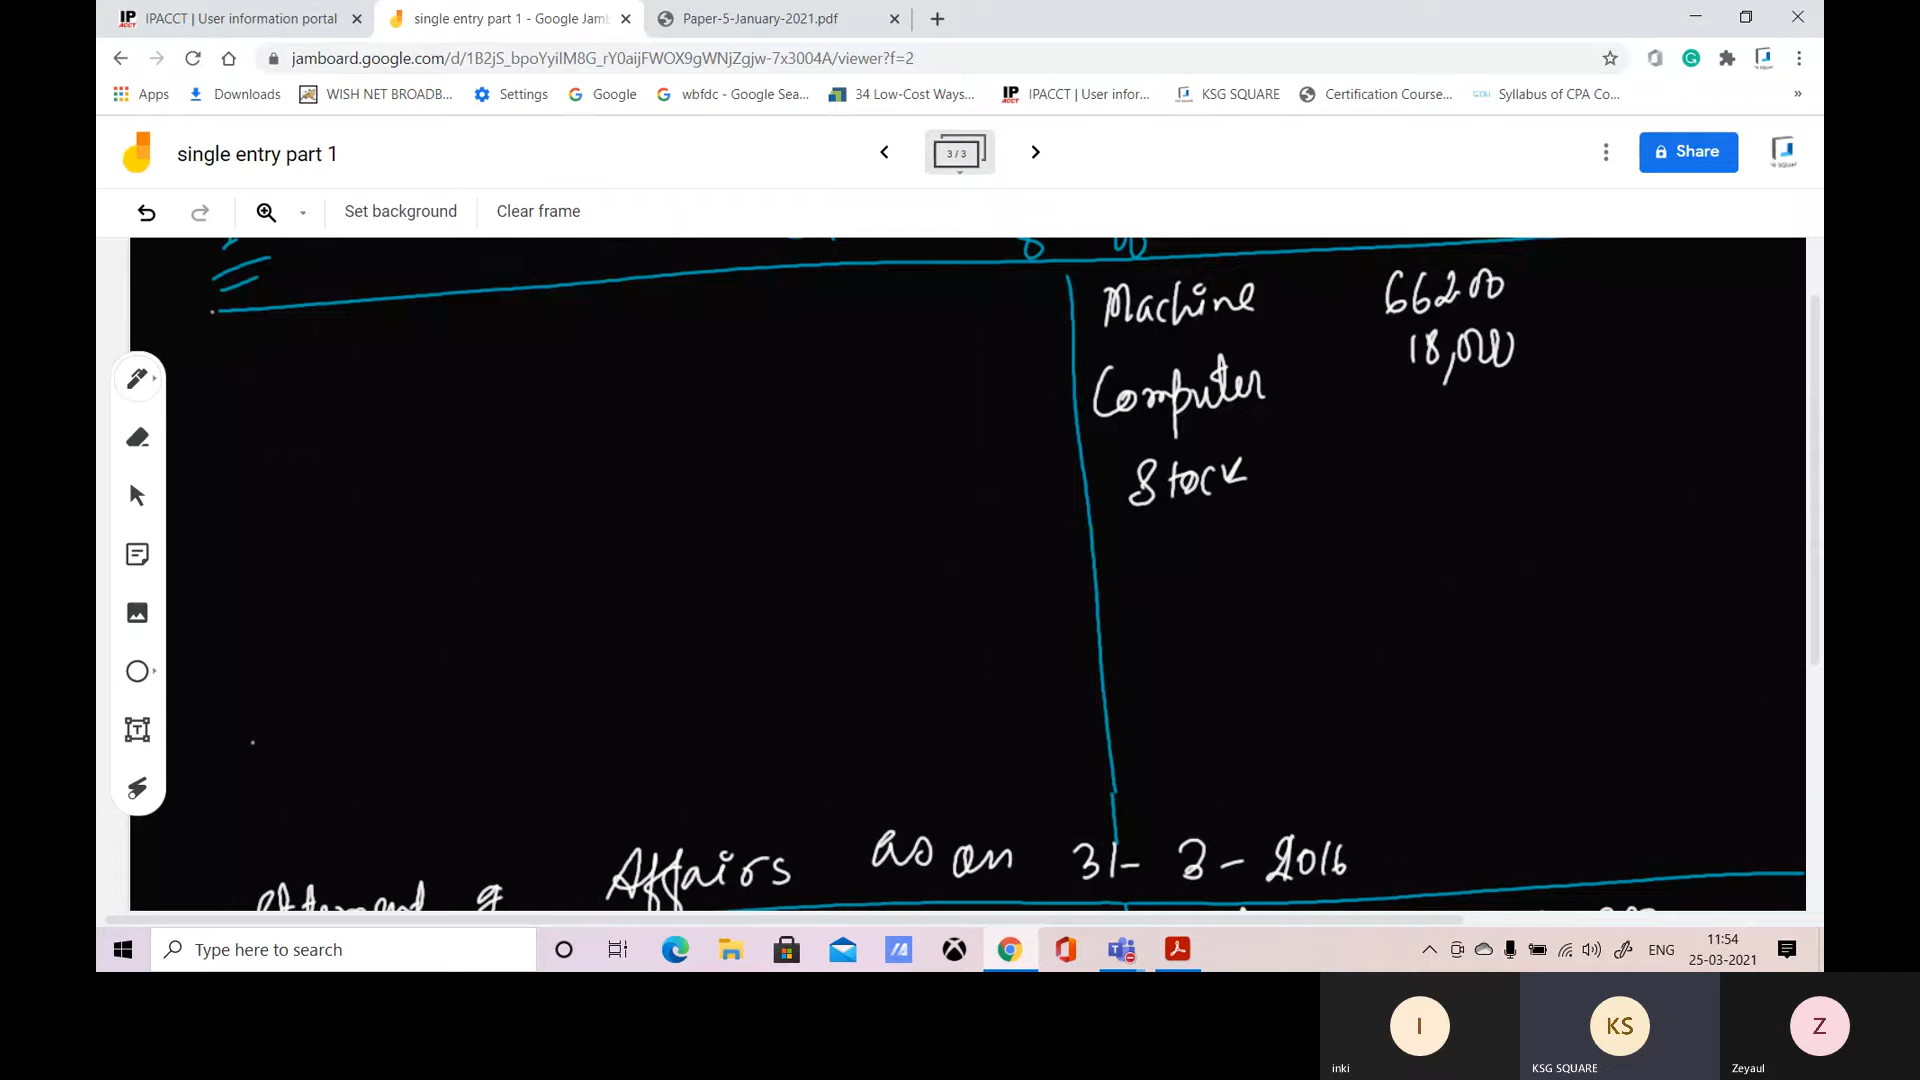 IPACCT | User information portal
single entry part 1 - Google Jamb
Paper-5-January-2021.pdf
jamboard.google.com/d/1B2jS_bpoYyiIM8G_rY0aijFWOX9gWNjZgjw-7x3004A/viewer?f=2
Apps Downloads WISH NET BROADB... Settings Google wbfdc - Google Sea... 34 Low-Cost Ways... IPACCT | User infor... KSG SQUARE Certification Course... Syllabus of CPA Co... »
single entry part 1
3 / 3
Share
Set background Clear frame
Machine 66200
18,000
Computer
Stock
Affairs as on 31-3-2016
Statement of
Type here to search
ENG
11:54
25-03-2021
I KS Z
inki KSG SQUARE Zeyaul